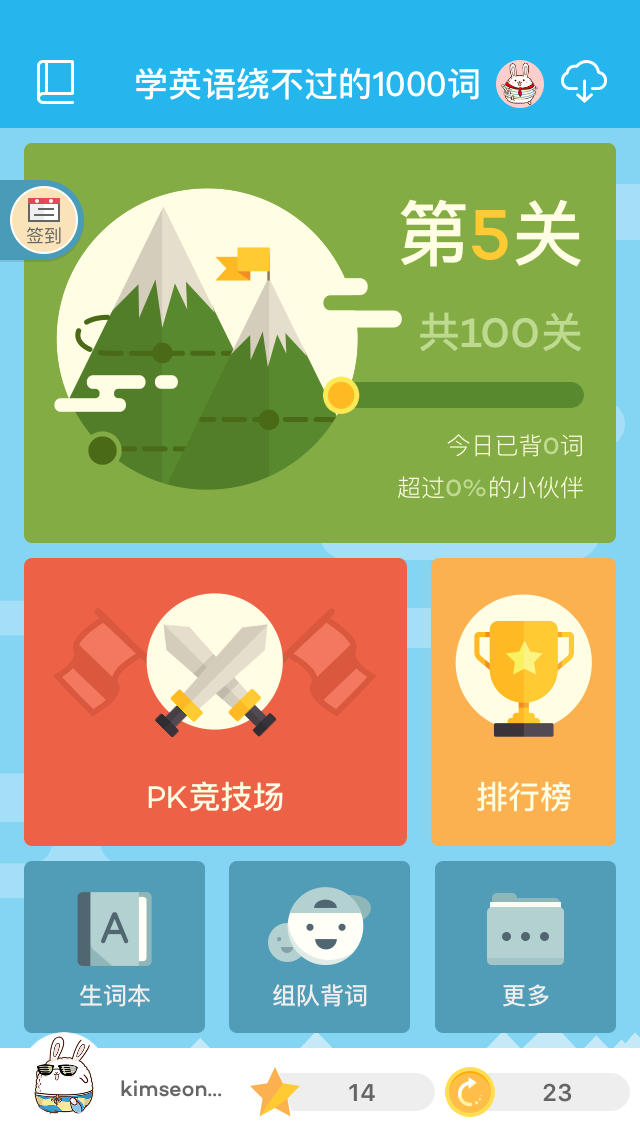 学英语绕不过的1000词
签到
第5关
共100关
今日已背0词
超过0%的小伙伴
PK竞技场
排行榜
A
生词本
组队背词
更多
kimseon...
14
23